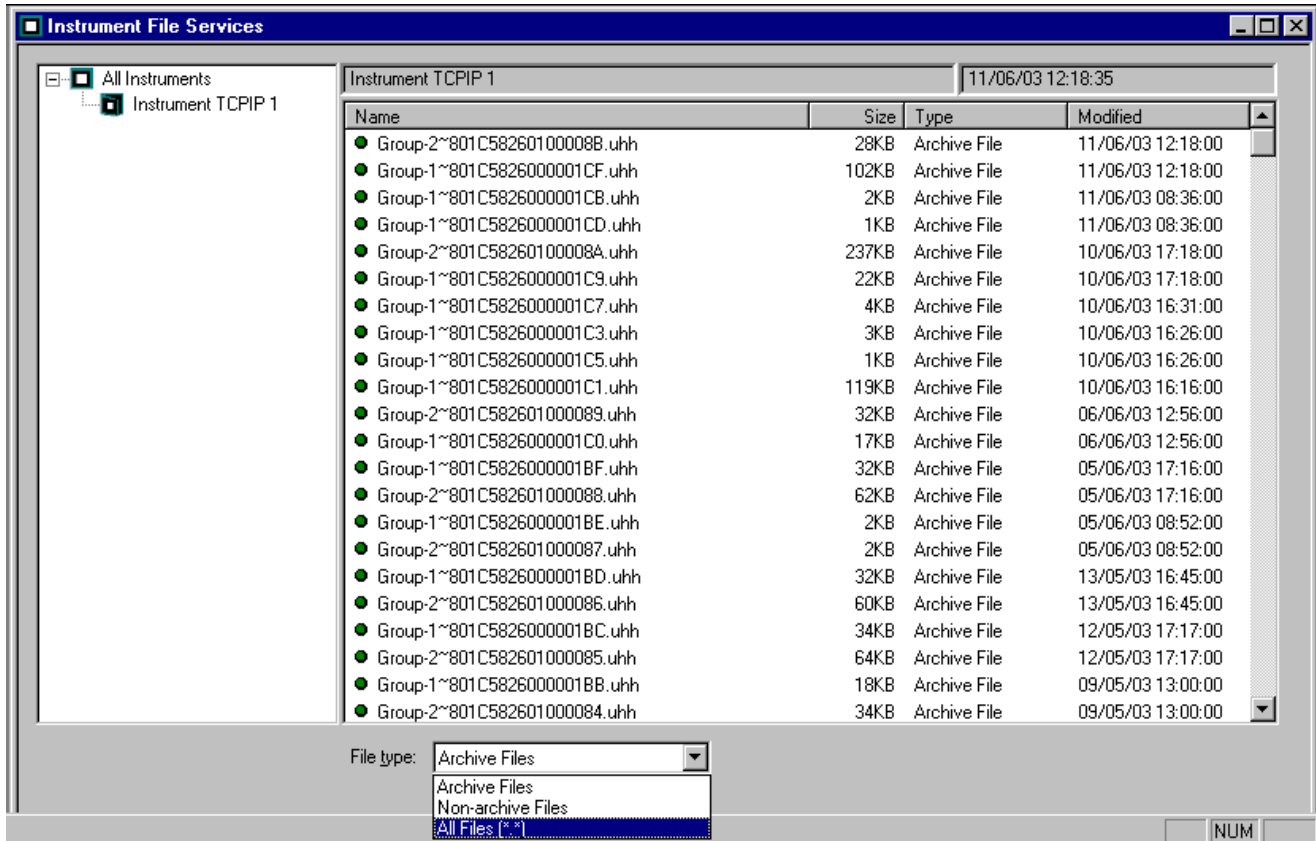 Instrument File Services
All Instruments
Instrument TCPIP 1
Instrument TCPIP 1 11/06/03 12:18:35
Name Size Type Modified
Group-2~801C58260100008B.uhh 28KB Archive File 11/06/03 12:18:00
Group-1~801C5826000001CF.uhh 102KB Archive File 11/06/03 12:18:00
Group-1~801C5826000001CB.uhh 2KB Archive File 11/06/03 08:36:00
Group-1~801C5826000001CD.uhh 1KB Archive File 11/06/03 08:36:00
Group-2~801C58260100008A.uhh 237KB Archive File 10/06/03 17:18:00
Group-1~801C5826000001C9.uhh 22KB Archive File 10/06/03 17:18:00
Group-1~801C5826000001C7.uhh 4KB Archive File 10/06/03 16:31:00
Group-1~801C5826000001C3.uhh 3KB Archive File 10/06/03 16:26:00
Group-1~801C5826000001C5.uhh 1KB Archive File 10/06/03 16:26:00
Group-1~801C5826000001C1.uhh 119KB Archive File 10/06/03 16:16:00
Group-2~801C582601000089.uhh 32KB Archive File 06/06/03 12:56:00
Group-1~801C5826000001C0.uhh 17KB Archive File 06/06/03 12:56:00
Group-1~801C5826000001BF.uhh 32KB Archive File 05/06/03 17:16:00
Group-2~801C582601000088.uhh 62KB Archive File 05/06/03 17:16:00
Group-1~801C5826000001BE.uhh 2KB Archive File 05/06/03 08:52:00
Group-2~801C582601000087.uhh 2KB Archive File 05/06/03 08:52:00
Group-1~801C5826000001BD.uhh 32KB Archive File 13/05/03 16:45:00
Group-2~801C582601000086.uhh 60KB Archive File 13/05/03 16:45:00
Group-1~801C5826000001BC.uhh 34KB Archive File 12/05/03 17:17:00
Group-2~801C582601000085.uhh 64KB Archive File 12/05/03 17:17:00
Group-1~801C5826000001BB.uhh 18KB Archive File 09/05/03 13:00:00
Group-2~801C582601000084.uhh 34KB Archive File 09/05/03 13:00:00
File type: Archive Files
Archive Files
Non-archive Files
All Files (*.*)
NUM